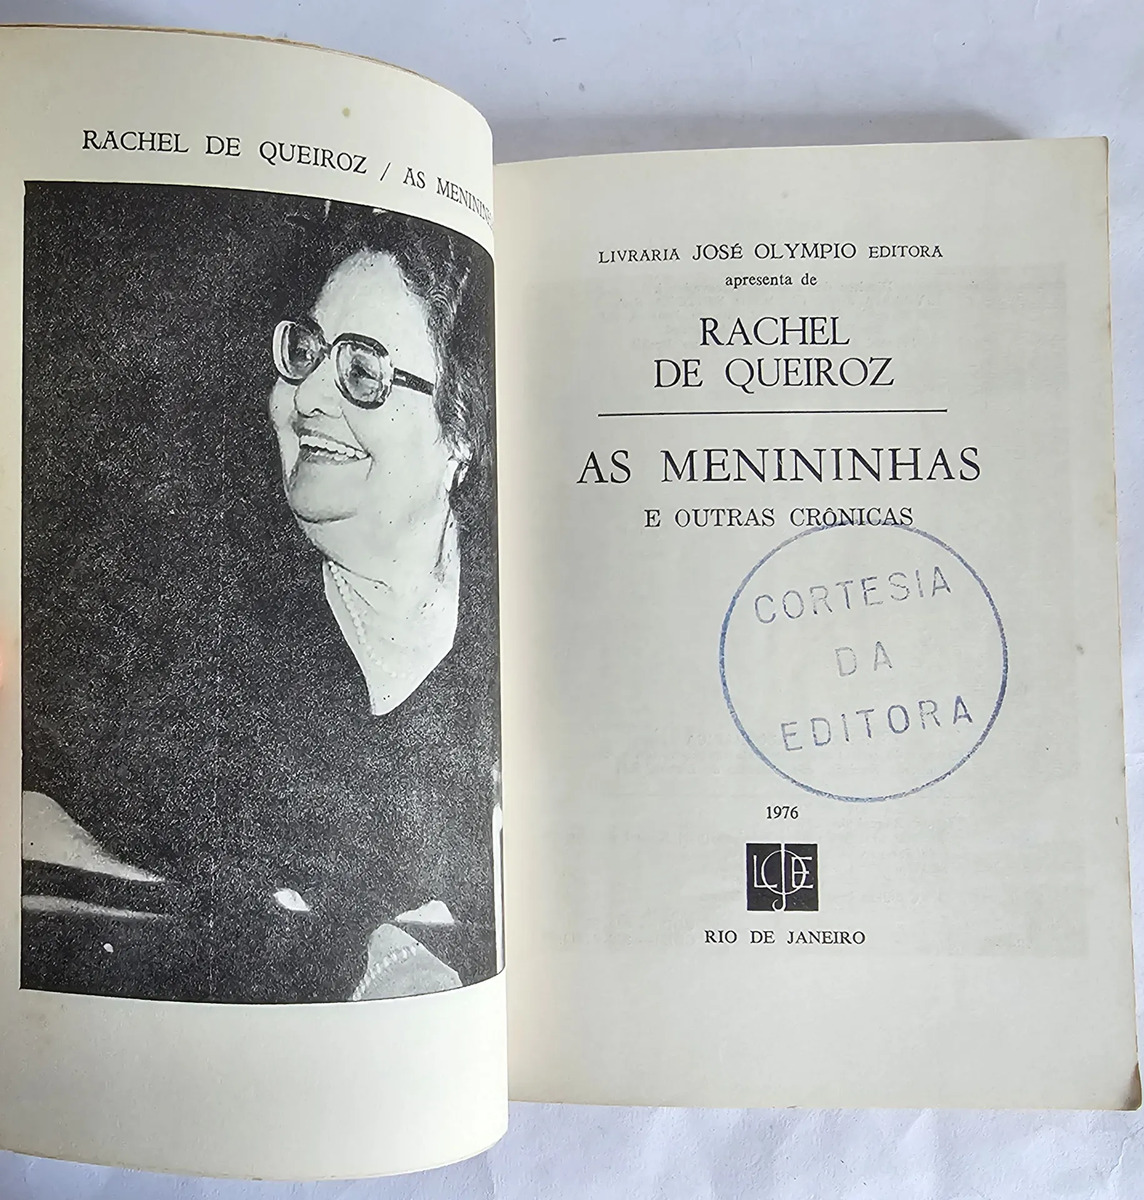 RACHEL DE QUEIROZ / AS MENININ
LIVRARIA JOSÉ OLYMPIO EDITORA
apresenta de
RACHEL
DE QUEIROZ
AS MENININHAS
E OUTRAS CRÔNICAS
CORTESIA
DA
EDITORA
1976
LJOE
RIO DE JANEIRO